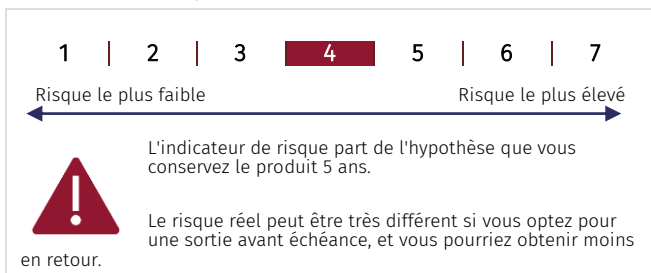 1 | 2 | 3 | 4 | 5 | 6 | 7
Risque le plus faible Risque le plus élevé
L'indicateur de risque part de l'hypothèse que vous
conservez le produit 5 ans.
Le risque réel peut être très différent si vous optez pour
une sortie avant échéance, et vous pourriez obtenir moins
en retour.